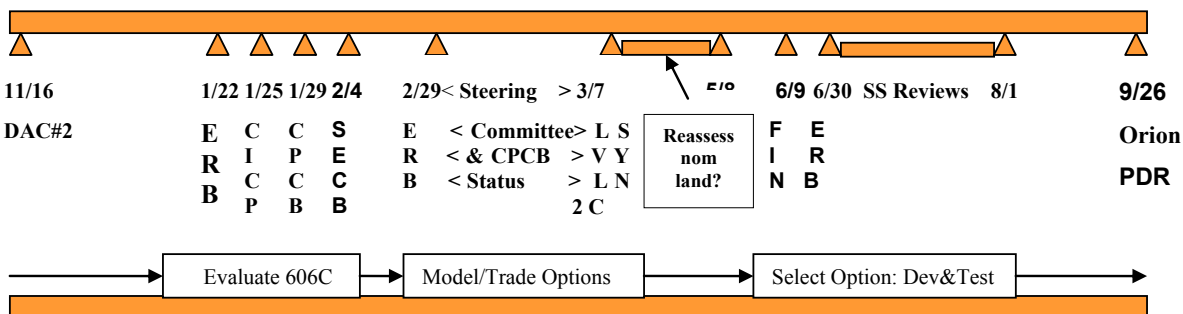 11/16 1/22 1/25 1/29 2/4 2/29< Steering > 3/7 5/8 6/9 6/30 SS Reviews 8/1 9/26
DAC#2 E C C S E < Committee> L S Reassess F E Orion
R I P E R < & CPCB > V Y nom I R
B C C C B < Status > L N land? N B PDR
P B B 2 C
Evaluate 606C Model/Trade Options Select Option: Dev&Test